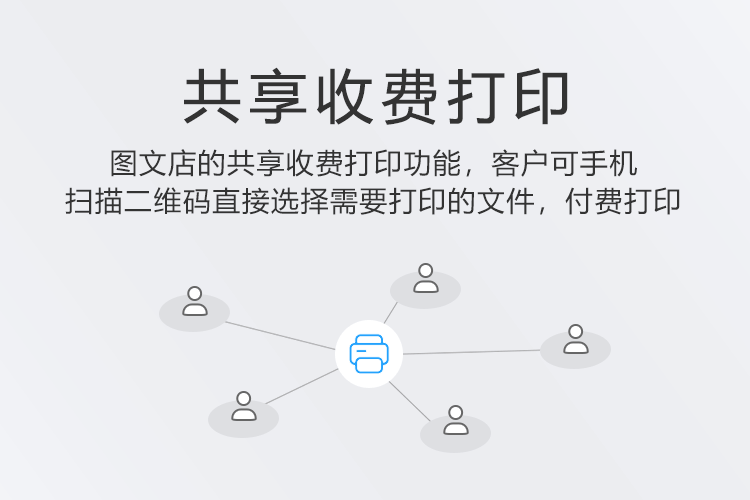 共享收费打印
图文店的共享收费打印功能，客户可手机
扫描二维码直接选择需要打印的文件，付费打印